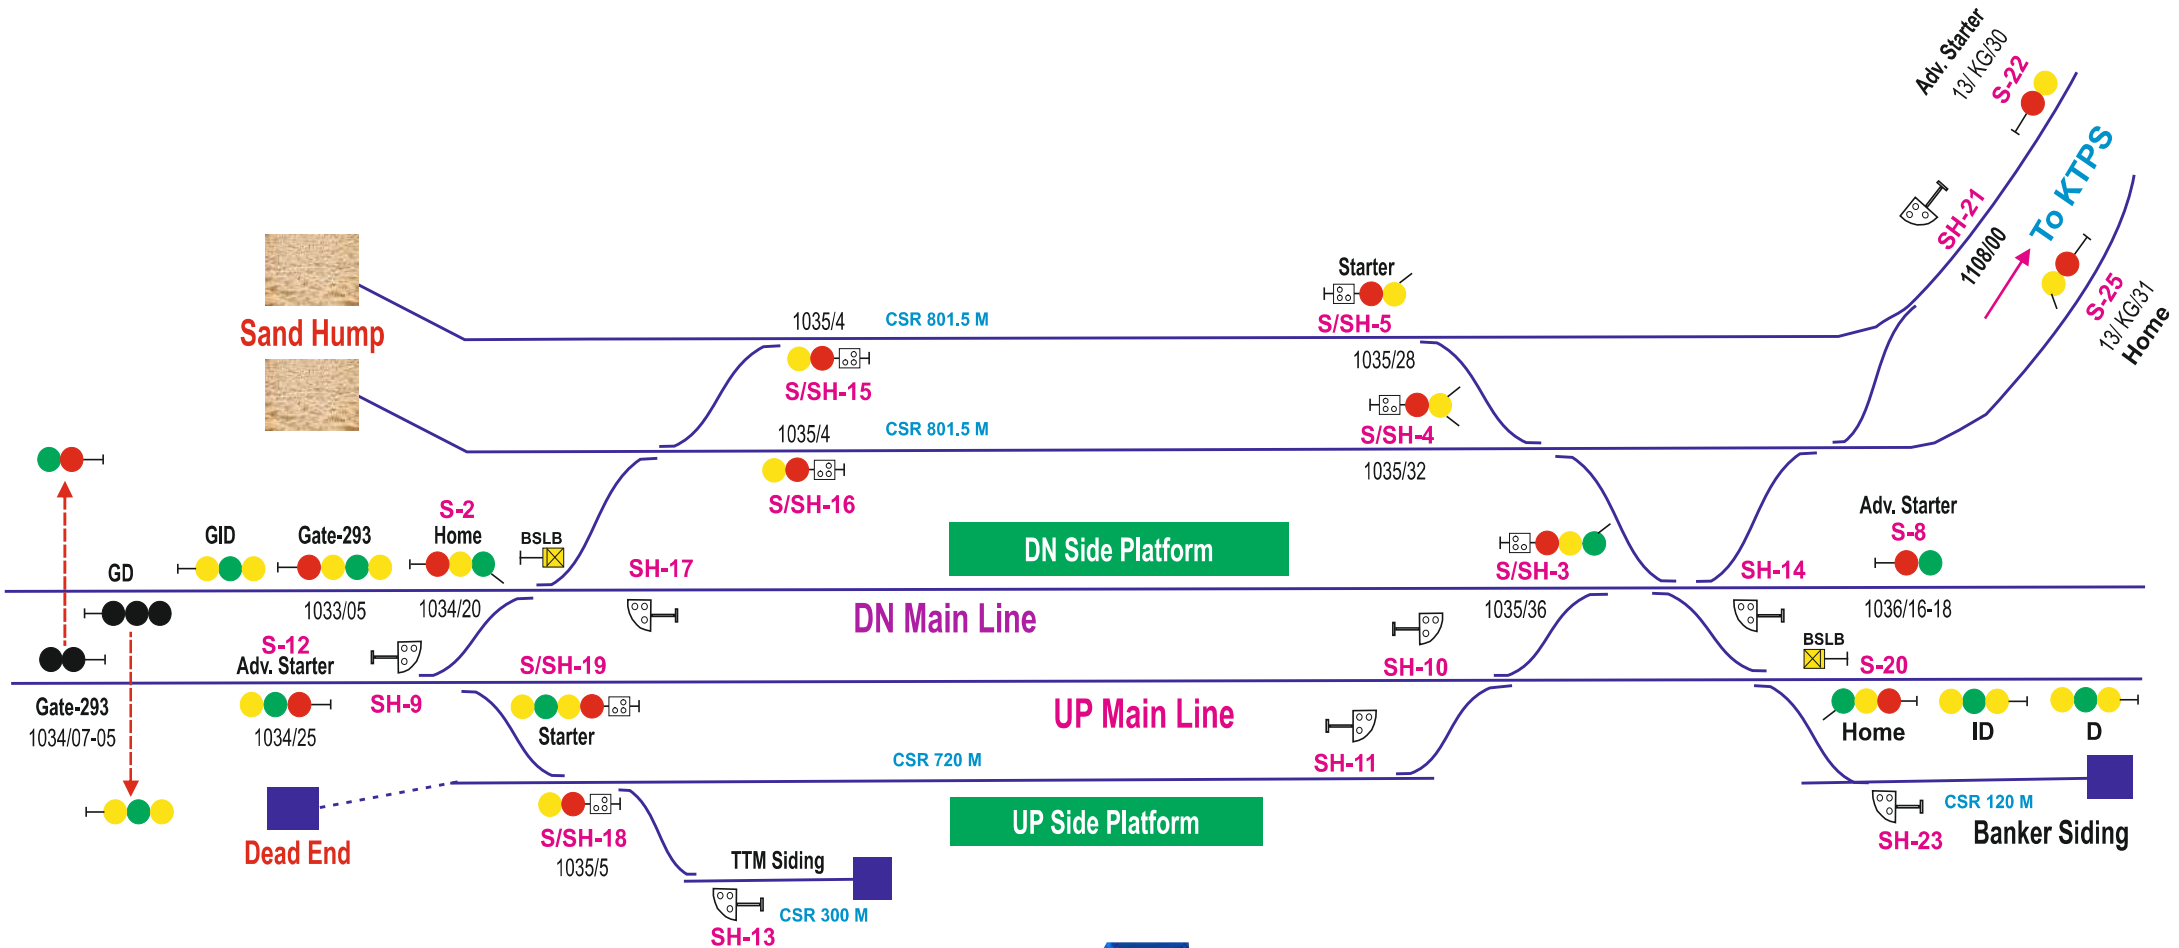 Adv. Starter
13/ KG/30
S-22
To KTPS
SH-21
1108/00
S-25
13/ KG/31
Home
Sand Hump
1035/4
CSR 801.5 M
S/SH-15
Starter
S/SH-5
1035/28
1035/4
CSR 801.5 M
S/SH-16
S/SH-4
1035/32
GD
GID
Gate-293
1033/05
S-2
Home
1034/20
BSLB
SH-17
DN Side Platform
DN Main Line
S/SH-3
1035/36
SH-14
Adv. Starter
S-8
1036/16-18
Gate-293
1034/07-05
S-12
Adv. Starter
1034/25
SH-9
S/SH-19
Starter
SH-10
UP Main Line
BSLB
S-20
Home
ID
D
SH-11
CSR 720 M
Dead End
S/SH-18
1035/5
UP Side Platform
TTM Siding
CSR 300 M
SH-13
CSR 120 M
SH-23
Banker Siding